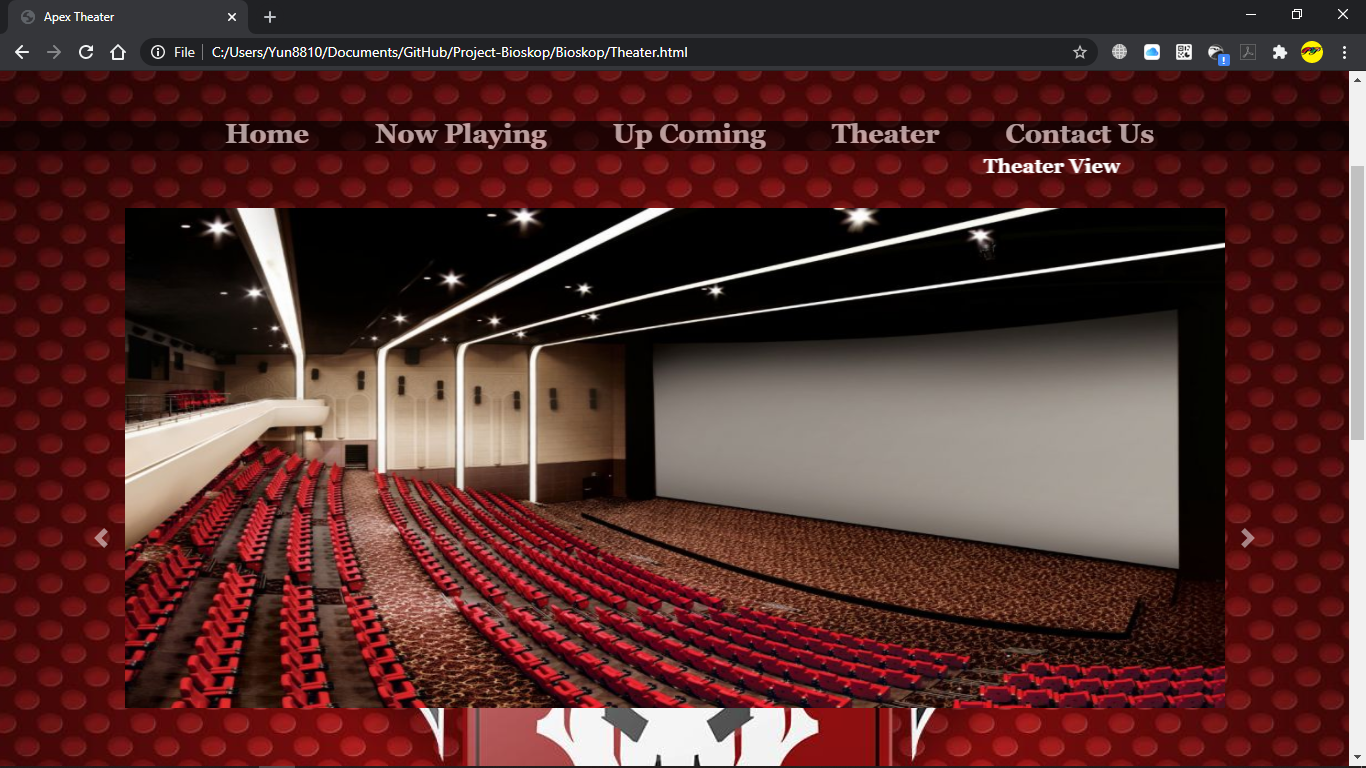 Apex Theater
File C:/Users/Yun8810/Documents/GitHub/Project-Bioskop/Bioskop/Theater.html
Home Now Playing Up Coming Theater Contact Us
Theater View